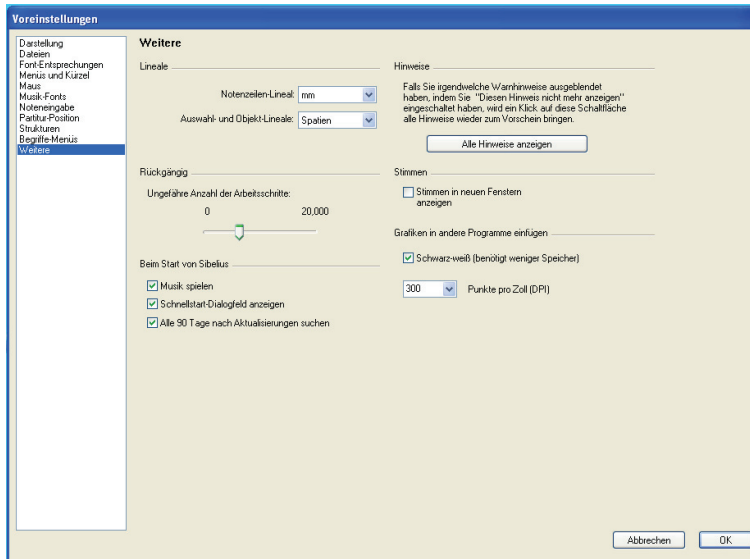 Voreinstellungen
Darstellung
Dateien
Font-Entsprechungen
Menüs und Kürzel
Maus
Musik-Fonts
Noteneingabe
Partitur-Position
Strukturen
Begriffe-Menüs
Weitere
Weitere
Lineale
Notenzeilen-Lineal: mm
Auswahl- und Objekt-Lineale: Spatien
Rückgängig
Ungefähre Anzahl der Arbeitsschritte:
0 20,000
Beim Start von Sibelius
Musik spielen
Schnellstart-Dialogfeld anzeigen
Alle 90 Tage nach Aktualisierungen suchen
Hinweise
Falls Sie irgendwelche Warnhinweise ausgeblendet
haben, indem Sie "Diesen Hinweis nicht mehr anzeigen"
eingeschaltet haben, wird ein Klick auf diese Schaltfläche
alle Hinweise wieder zum Vorschein bringen.
Alle Hinweise anzeigen
Stimmen
Stimmen in neuen Fenstern
anzeigen
Grafiken in andere Programme einfügen
Schwarz-weiß (benötigt weniger Speicher)
300 Punkte pro Zoll (DPI)
Abbrechen OK